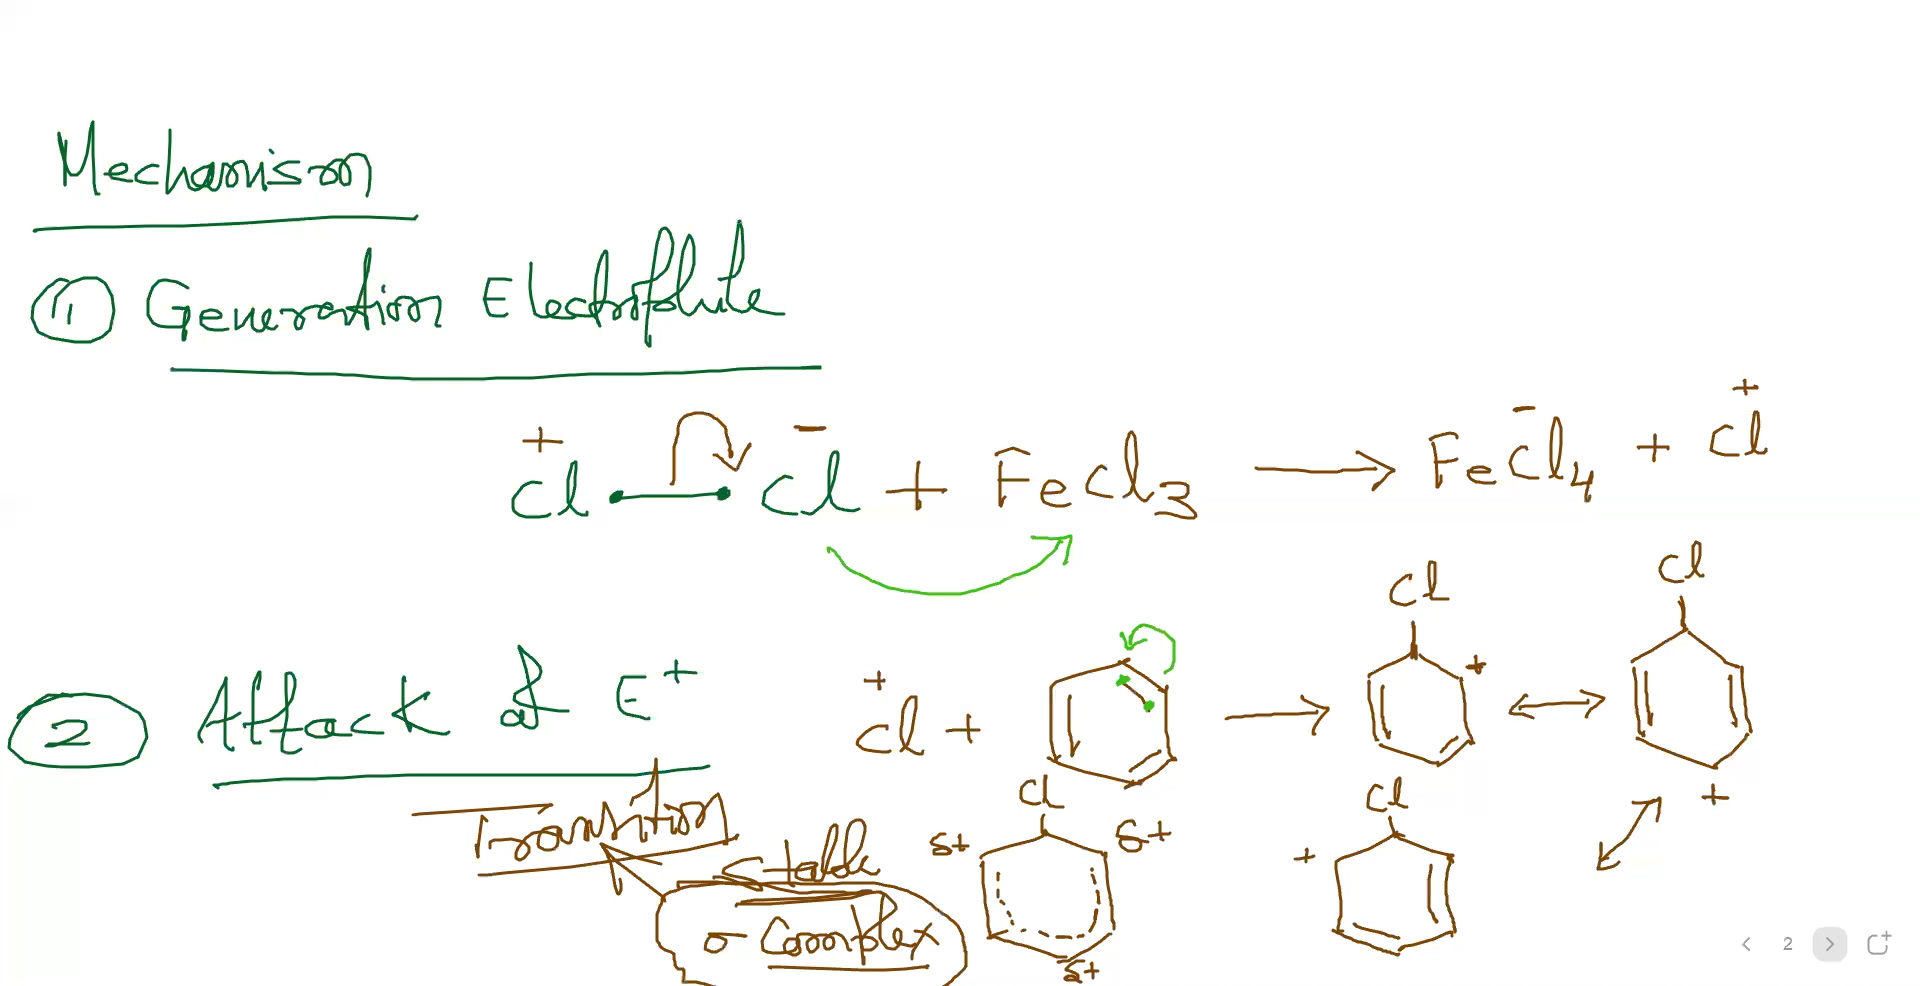 Mechanism
1 Generation Electrophile
+ −
Cl — Cl + FeCl3 → FeCl4− + Cl+
2 Attack of E+
Cl+ + →
Cl + Cl
+
Transition
Stable
σ-Complex
Cl δ+ δ+ δ+
Cl +
2